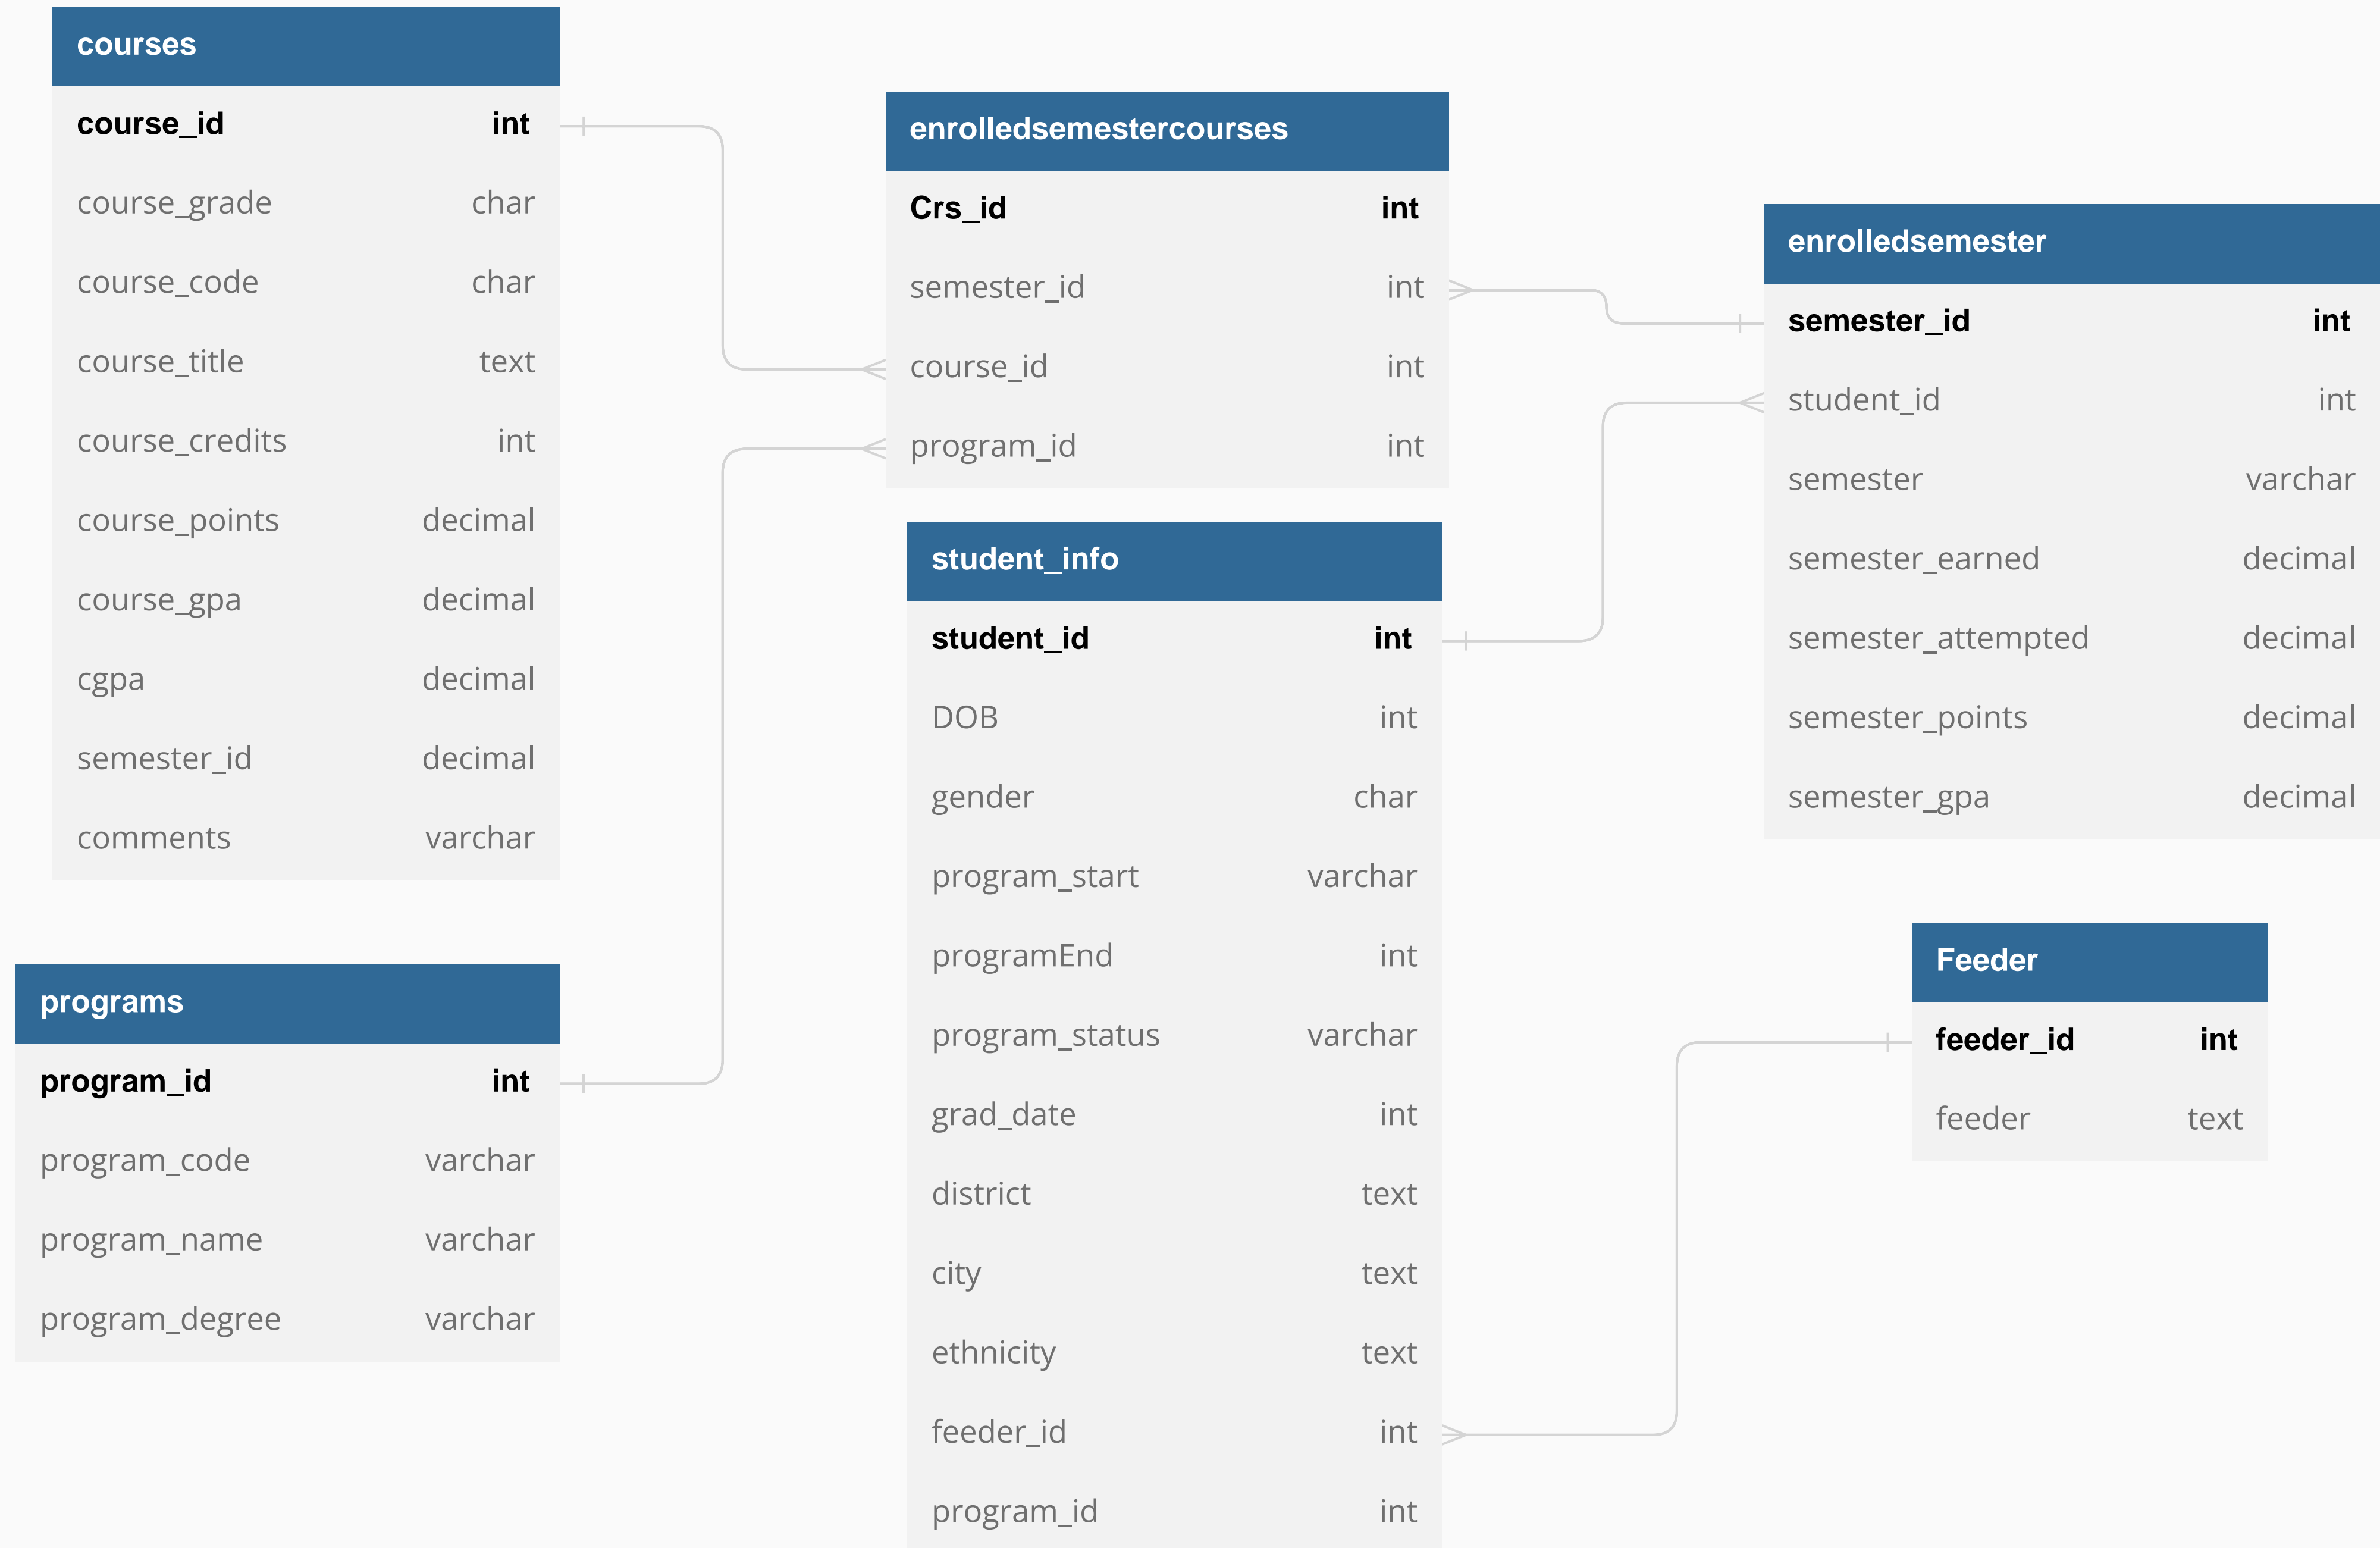 courses
course_id int
course_grade char
course_code char
course_title text
course_credits int
course_points decimal
course_gpa decimal
cgpa decimal
semester_id decimal
comments varchar
programs
program_id int
program_code varchar
program_name varchar
program_degree varchar
enrolledsemestercourses
Crs_id int
semester_id int
course_id int
program_id int
student_info
student_id int
DOB int
gender char
program_start varchar
programEnd int
program_status varchar
grad_date int
district text
city text
ethnicity text
feeder_id int
program_id int
enrolledsemester
semester_id int
student_id int
semester varchar
semester_earned decimal
semester_attempted decimal
semester_points decimal
semester_gpa decimal
Feeder
feeder_id int
feeder text